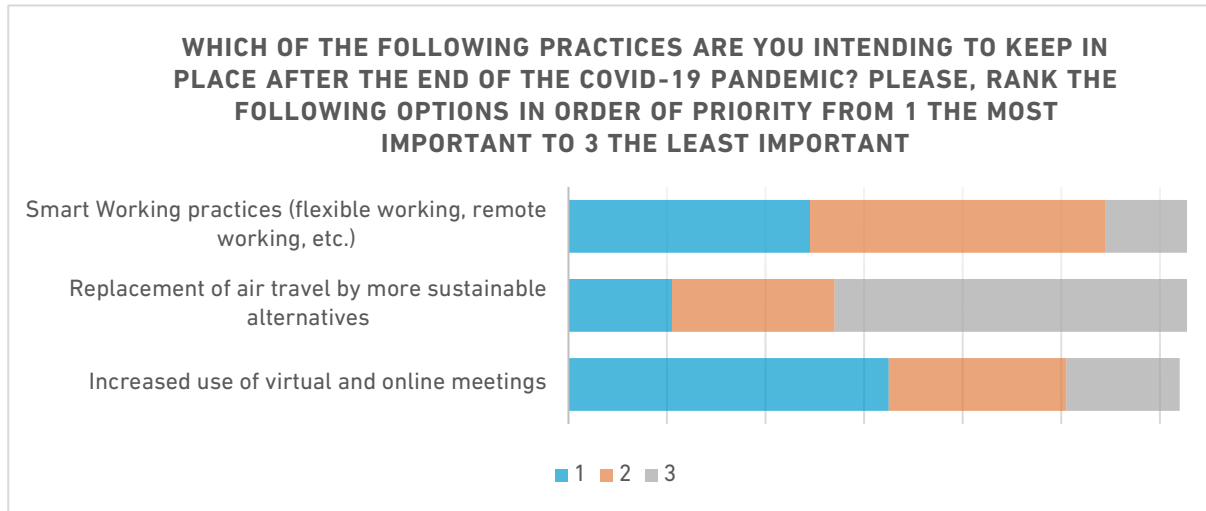 WHICH OF THE FOLLOWING PRACTICES ARE YOU INTENDING TO KEEP IN
PLACE AFTER THE END OF THE COVID-19 PANDEMIC? PLEASE, RANK THE
FOLLOWING OPTIONS IN ORDER OF PRIORITY FROM 1 THE MOST
IMPORTANT TO 3 THE LEAST IMPORTANT
Smart Working practices (flexible working, remote
working, etc.)
Replacement of air travel by more sustainable
alternatives
Increased use of virtual and online meetings
1 2 3